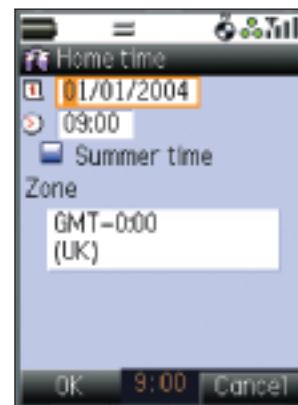 Home time
01/01/2004
09:00
Summer time
Zone
GMT-0:00
(UK)
OK 9:00 Cancel